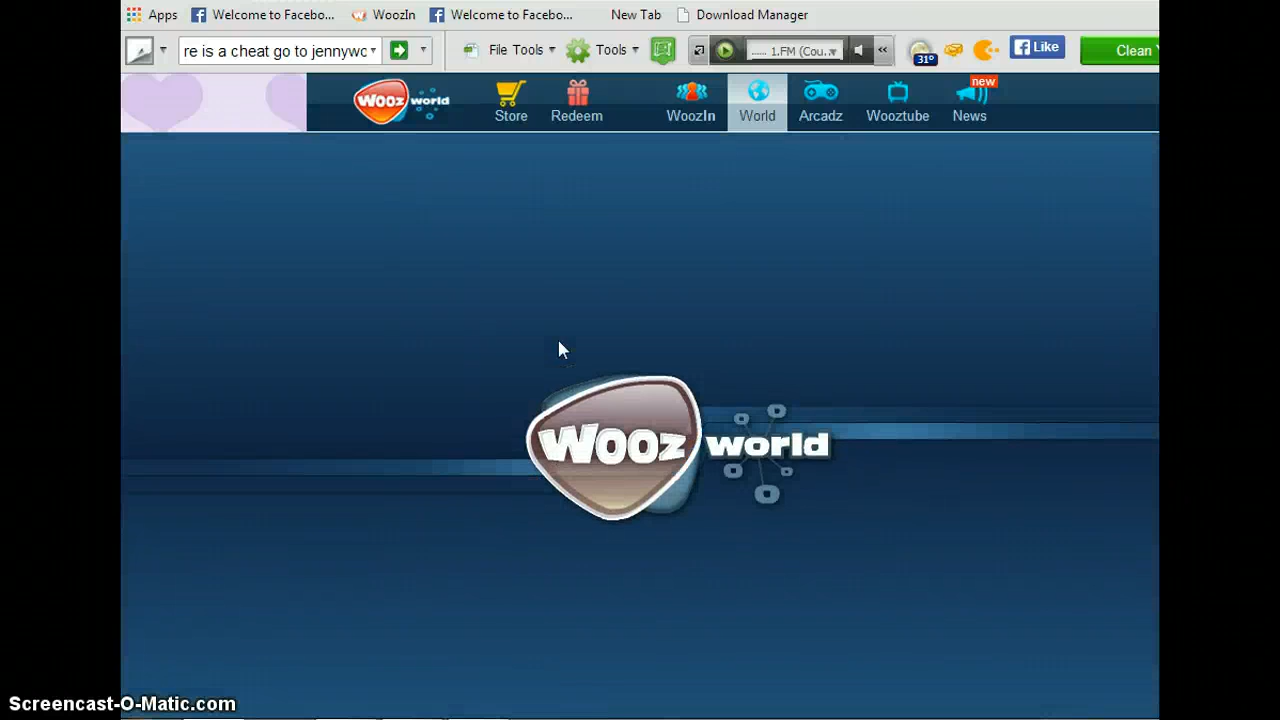 Apps Welcome to Facebo... WoozIn Welcome to Facebo... New Tab Download Manager
re is a cheat go to jennywc File Tools Tools ..... 1.FM (Cou... 31° Like Clean
Wooz world Store Redeem WoozIn World Arcadz Wooztube new News
Wooz world
Screencast-O-Matic.com